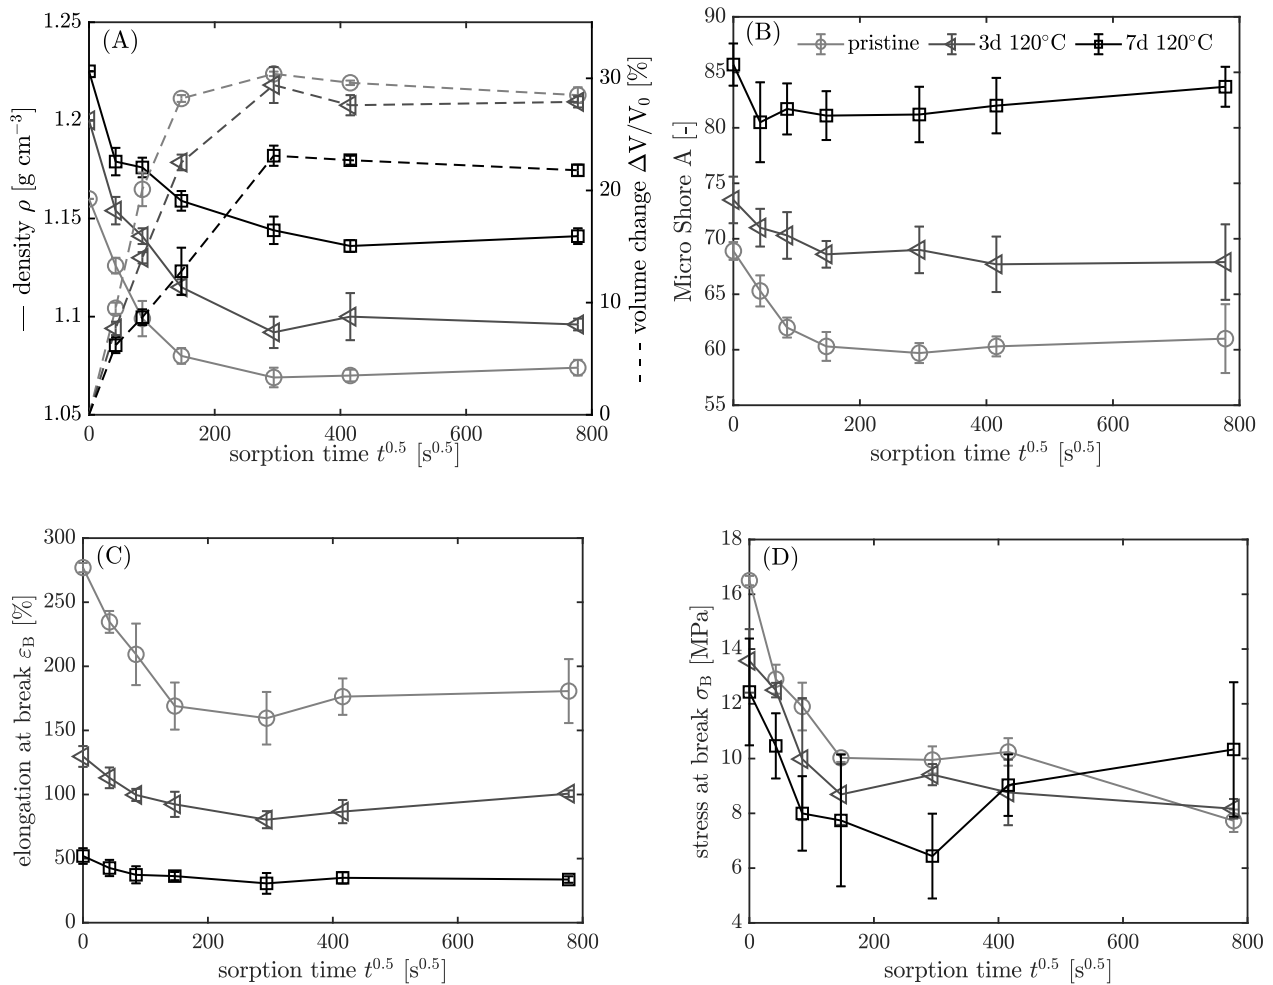 (A)
— density ρ [g cm⁻³]
1.25
1.2
1.15
1.1
1.05
0 200 400 600 800
sorption time t^0.5 [s^0.5]
30
20
10
0
- - - volume change ΔV/V₀ [%]
(B)
pristine 3d 120°C 7d 120°C
Micro Shore A [-]
90
85
80
75
70
65
60
55
0 200 400 600 800
sorption time t^0.5 [s^0.5]
(C)
elongation at break ε_B [%]
300
250
200
150
100
50
0
0 200 400 600 800
sorption time t^0.5 [s^0.5]
(D)
stress at break σ_B [MPa]
18
16
14
12
10
8
6
4
0 200 400 600 800
sorption time t^0.5 [s^0.5]